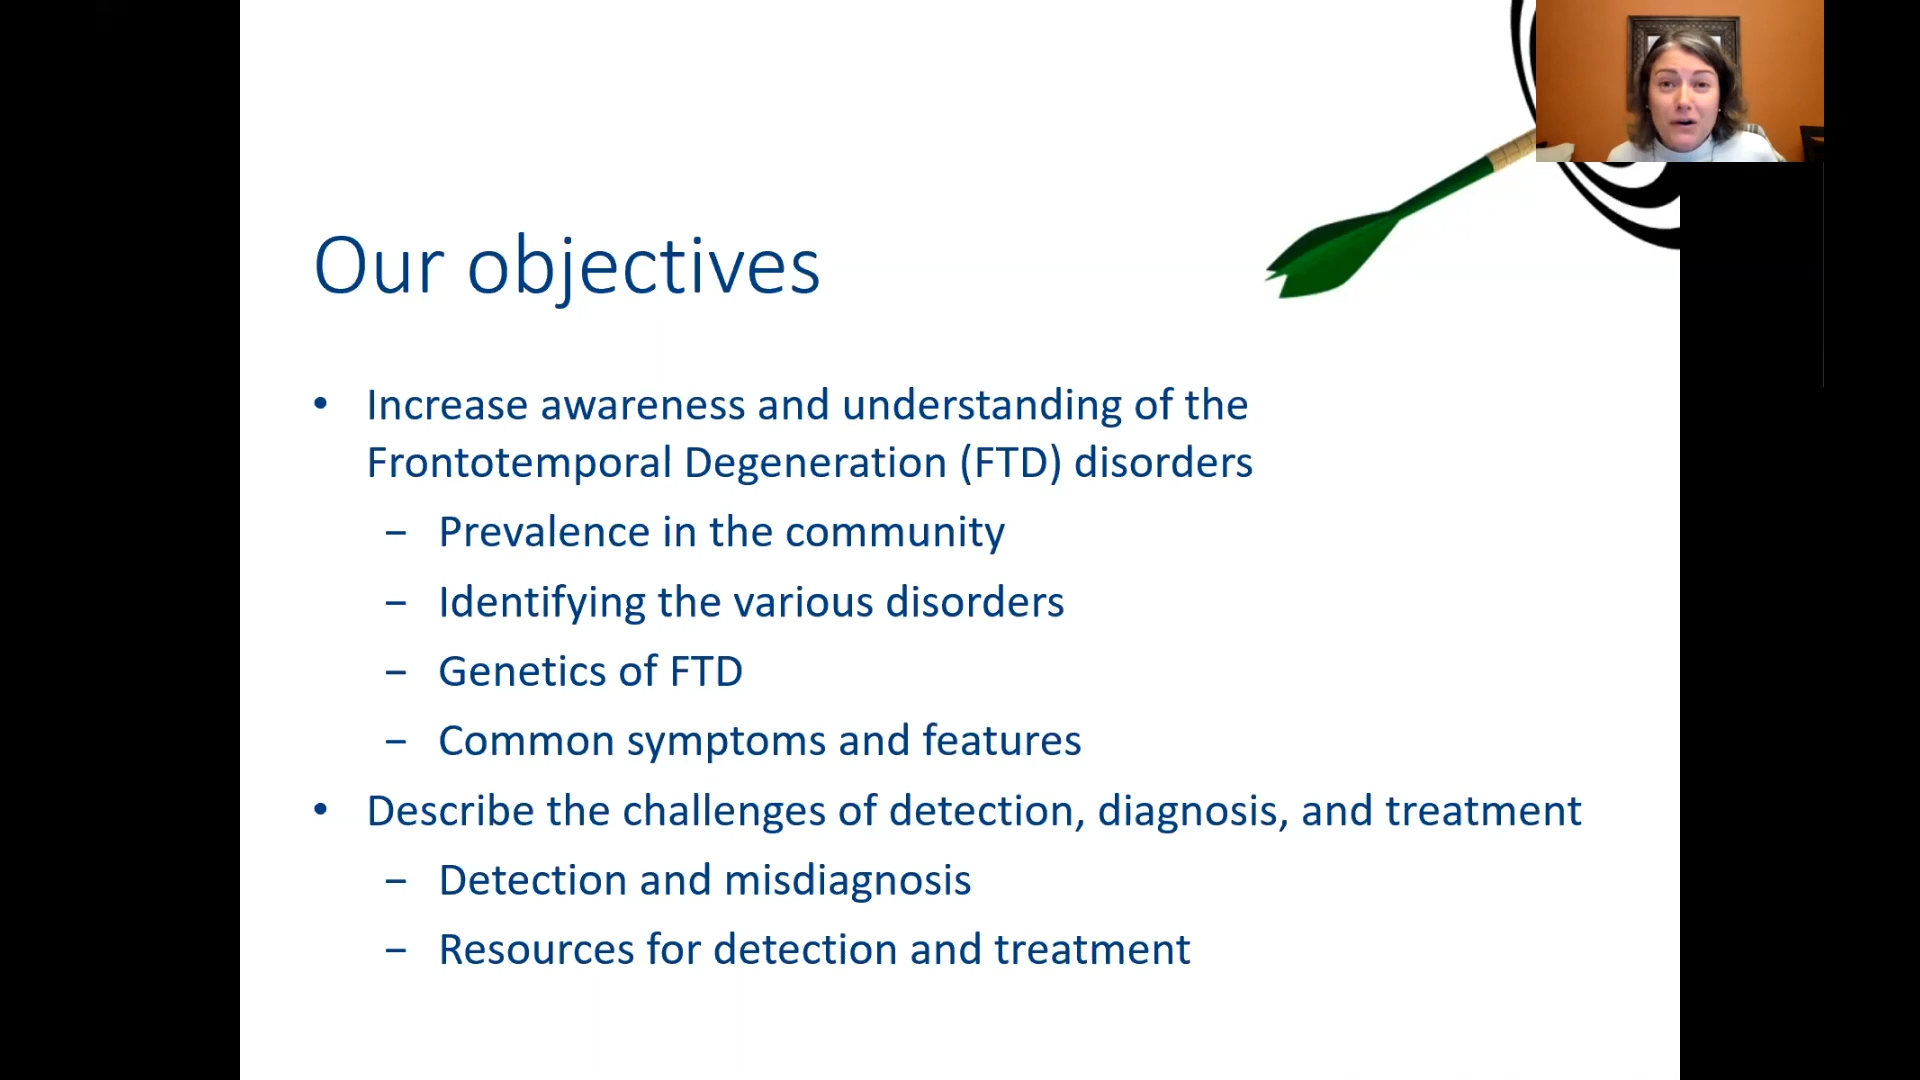 Our objectives
• Increase awareness and understanding of the
Frontotemporal Degeneration (FTD) disorders
– Prevalence in the community
– Identifying the various disorders
– Genetics of FTD
– Common symptoms and features
• Describe the challenges of detection, diagnosis, and treatment
– Detection and misdiagnosis
– Resources for detection and treatment